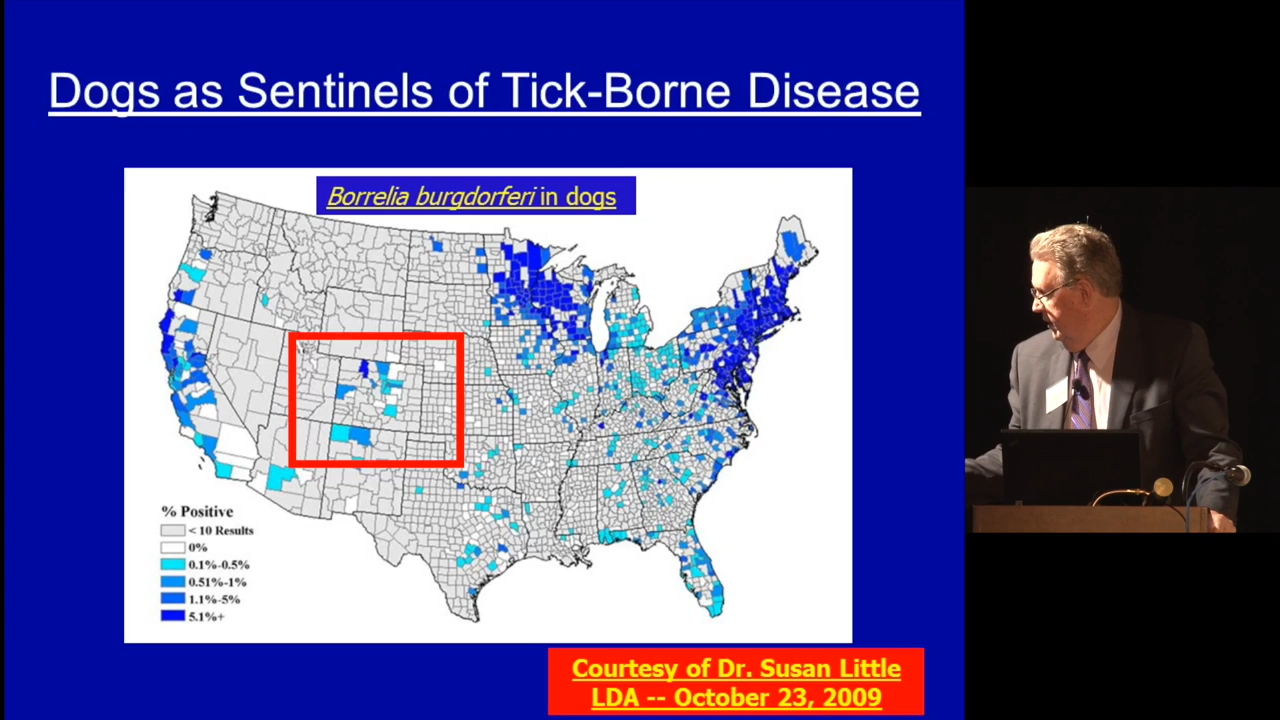 Dogs as Sentinels of Tick-Borne Disease
Borrelia burgdorferi in dogs
% Positive
< 10 Results
0%
0.1%-0.5%
0.51%-1%
1.1%-5%
5.1%+
Courtesy of Dr. Susan Little
LDA -- October 23, 2009